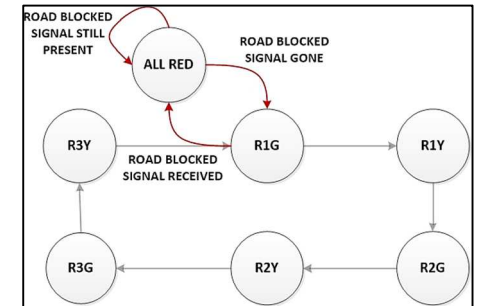 ROAD BLOCKED
SIGNAL STILL
PRESENT
ALL RED
ROAD BLOCKED
SIGNAL GONE
R3Y
R1G
R1Y
ROAD BLOCKED
SIGNAL RECEIVED
R3G
R2Y
R2G